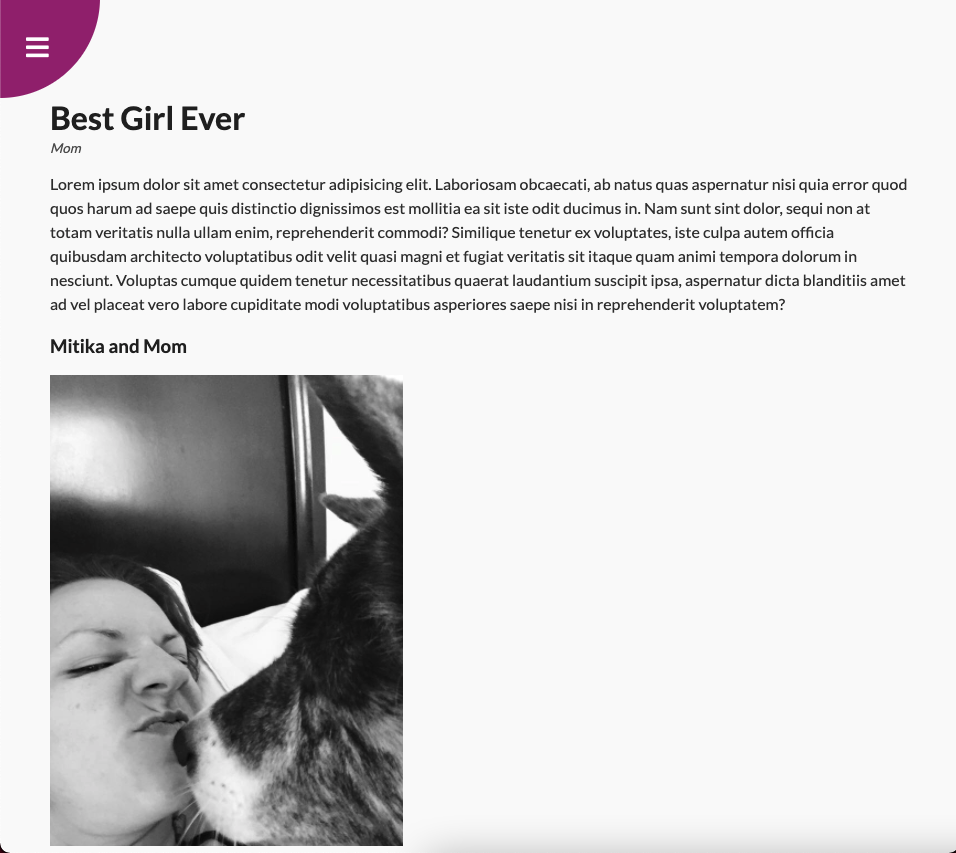 Best Girl Ever
Mom
Lorem ipsum dolor sit amet consectetur adipisicing elit. Laboriosam obcaecati, ab natus quas aspernatur nisi quia error quod
quos harum ad saepe quis distinctio dignissimos est mollitia ea sit iste odit ducimus in. Nam sunt sint dolor, sequi non at
totam veritatis nulla ullam enim, reprehenderit commodi? Similique tenetur ex voluptates, iste culpa autem officia
quibusdam architecto voluptatibus odit velit quasi magni et fugiat veritatis sit itaque quam animi tempora dolorum in
nesciunt. Voluptas cumque quidem tenetur necessitatibus quaerat laudantium suscipit ipsa, aspernatur dicta blanditiis amet
ad vel placeat vero labore cupiditate modi voluptatibus asperiores saepe nisi in reprehenderit voluptatem?
Mitika and Mom